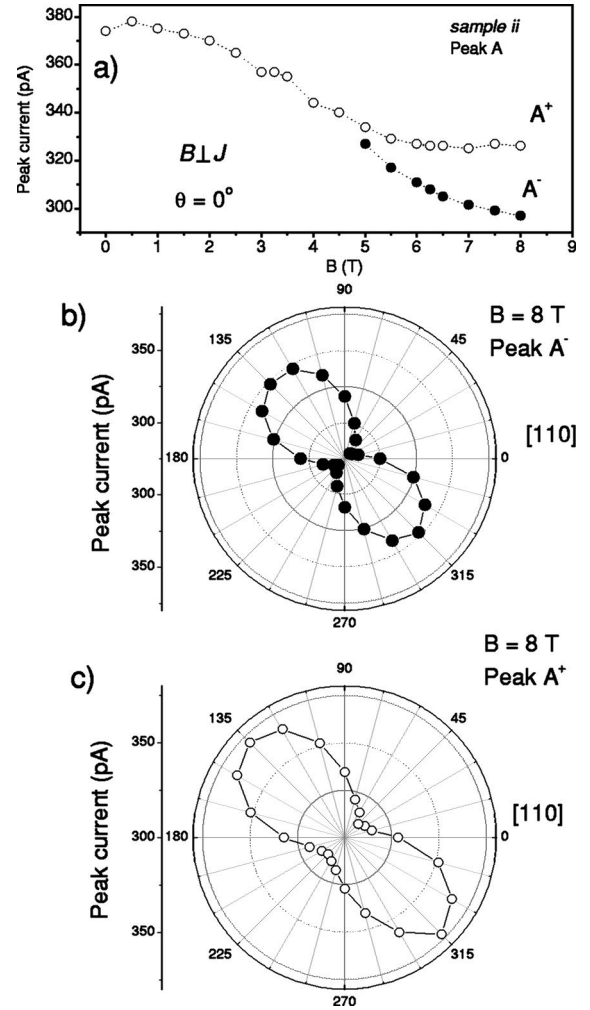 380
360
340
320
300
Peak current (pA)
a)
sample ii
Peak A
A+
A-
B⊥J
θ = 0°
0 1 2 3 4 5 6 7 8 9
B (T)
b)
90
B = 8 T
Peak A-
135
45
350
300
[110]
180
0
300
350
Peak current (pA)
225
315
270
B = 8 T
Peak A+
c)
90
135
45
350
[110]
300
180
0
350
Peak current (pA)
225
315
270